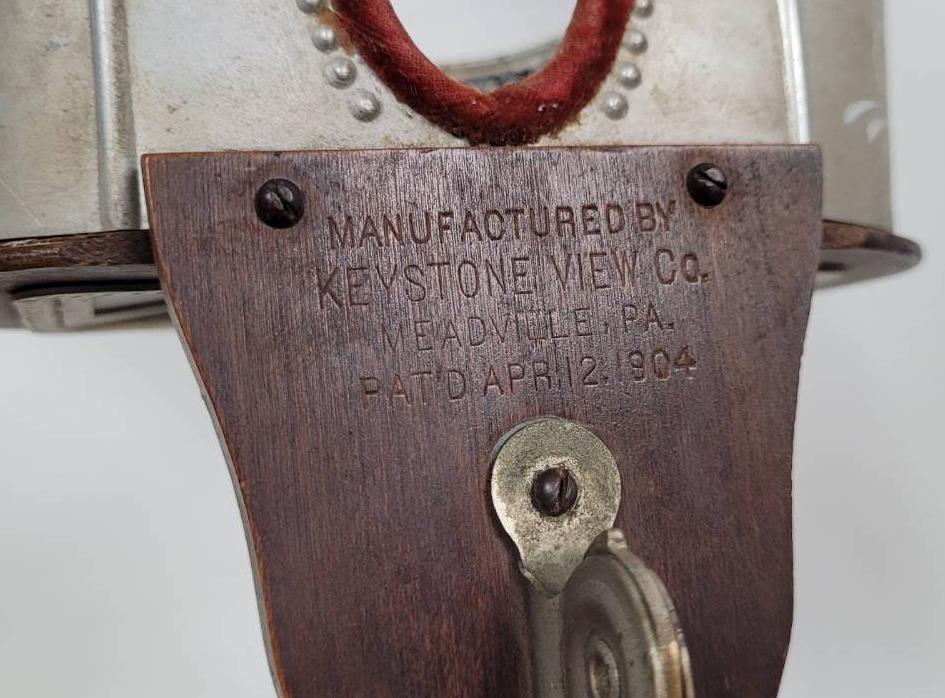 MANUFACTURED BY
KEYSTONE VIEW Co.
MEADVILLE, PA.
PAT'D APR. 12, 1904